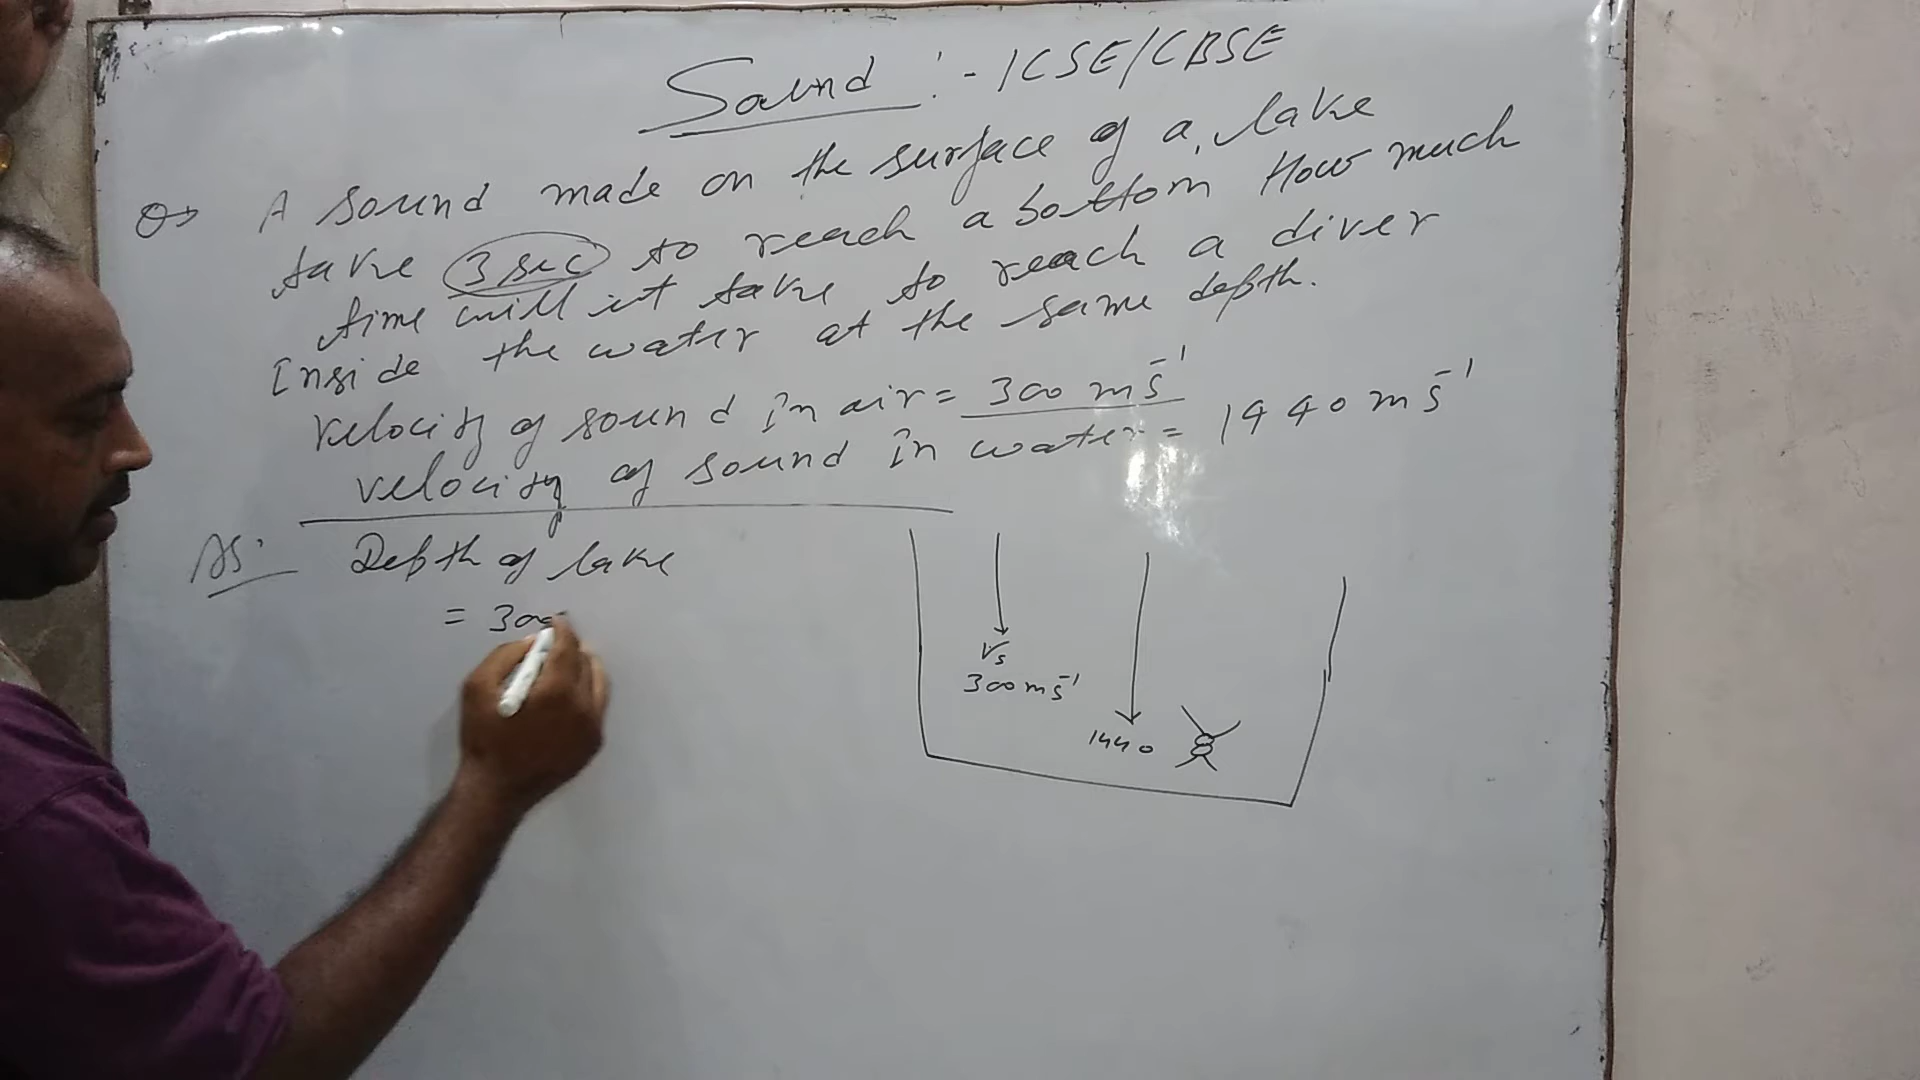 Sound :- ICSE/CBSE
Q→ A sound made on the surface of a lake
take 3 sec to reach a bottom How much
time will it take to reach a diver
Inside the water at the same depth.
velocity of sound in air = 300 ms⁻¹
velocity of sound in water = 1440 ms⁻¹
Depth of lake
= 300
Vs
300 ms⁻¹
1440